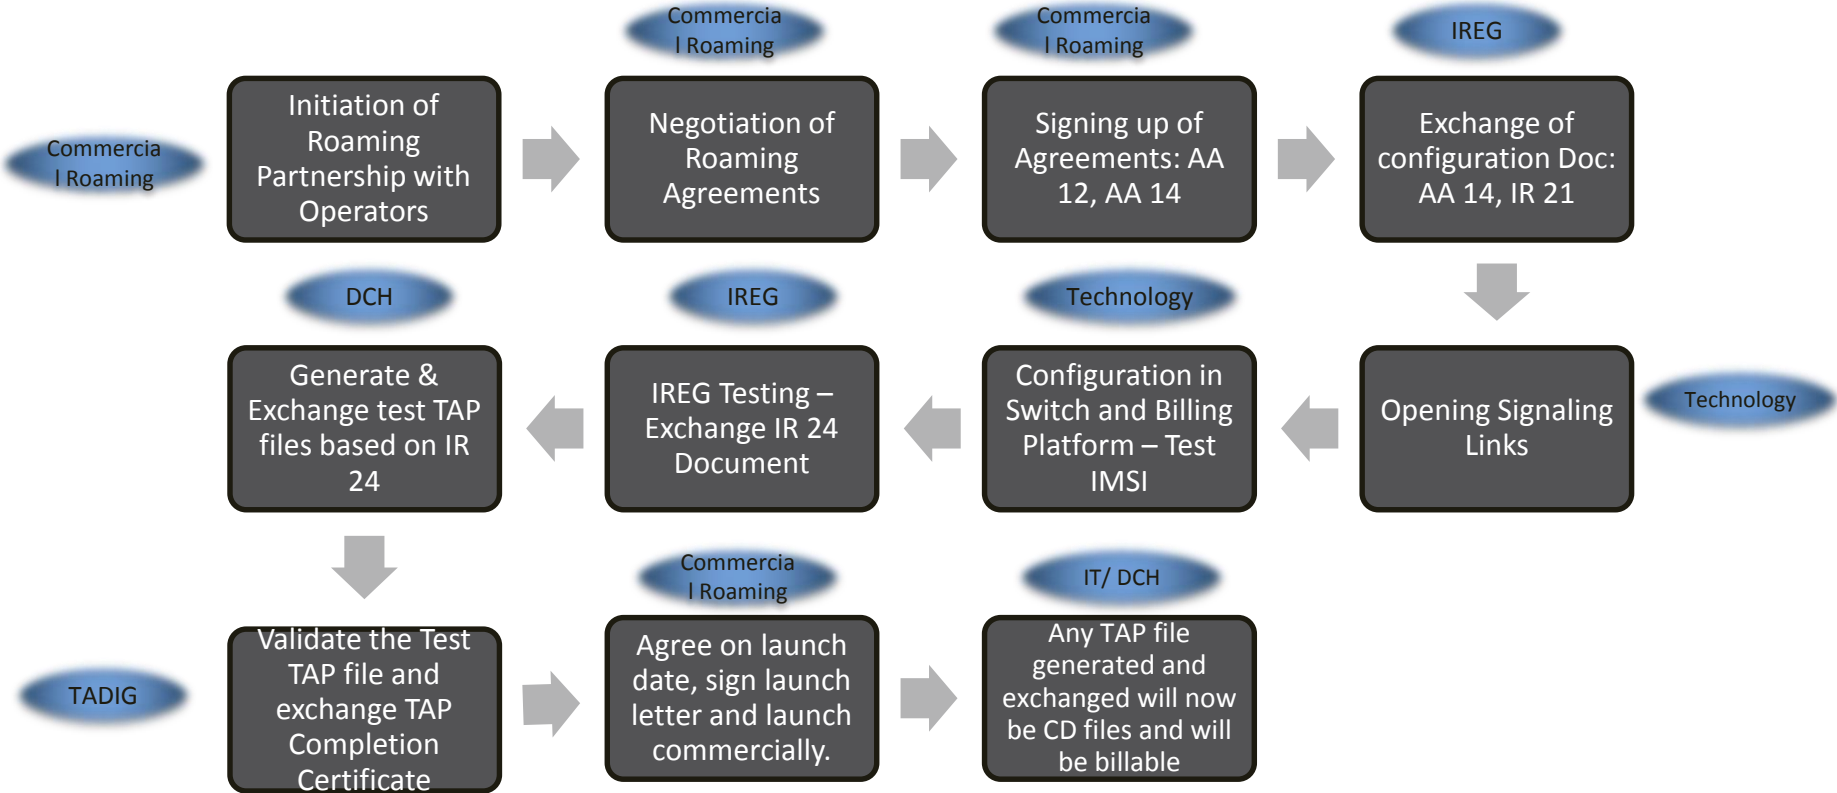 Commercia
l Roaming
Commercia
l Roaming
IREG
Commercia
l Roaming
Initiation of
Roaming
Partnership with
Operators
Negotiation of
Roaming
Agreements
Signing up of
Agreements: AA
12, AA 14
Exchange of
configuration Doc:
AA 14, IR 21
DCH
IREG
Technology
Technology
Generate &
Exchange test TAP
files based on IR
24
IREG Testing –
Exchange IR 24
Document
Configuration in
Switch and Billing
Platform – Test
IMSI
Opening Signaling
Links
Commercia
l Roaming
IT/ DCH
TADIG
Validate the Test
TAP file and
exchange TAP
Completion
Certificate
Agree on launch
date, sign launch
letter and launch
commercially.
Any TAP file
generated and
exchanged will now
be CD files and will
be billable